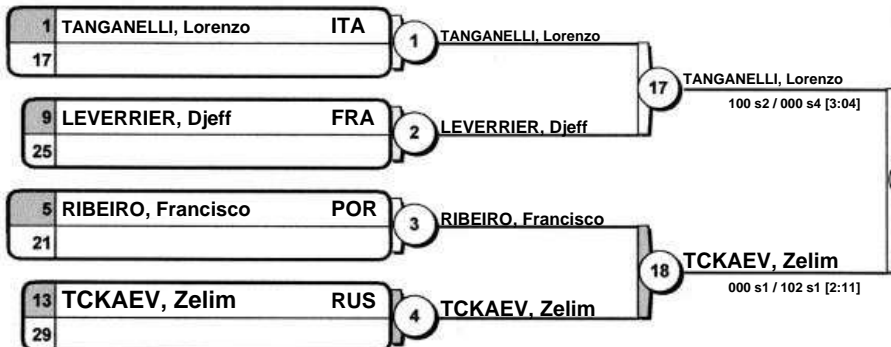 1 TANGANELLI, Lorenzo ITA
17
1
TANGANELLI, Lorenzo
9 LEVERRIER, Djeff FRA
25
2
LEVERRIER, Djeff
17
TANGANELLI, Lorenzo
100 s2 / 000 s4 [3:04]
5 RIBEIRO, Francisco POR
21
3
RIBEIRO, Francisco
13 TCKAEV, Zelim RUS
29
4
TCKAEV, Zelim
18
TCKAEV, Zelim
000 s1 / 102 s1 [2:11]